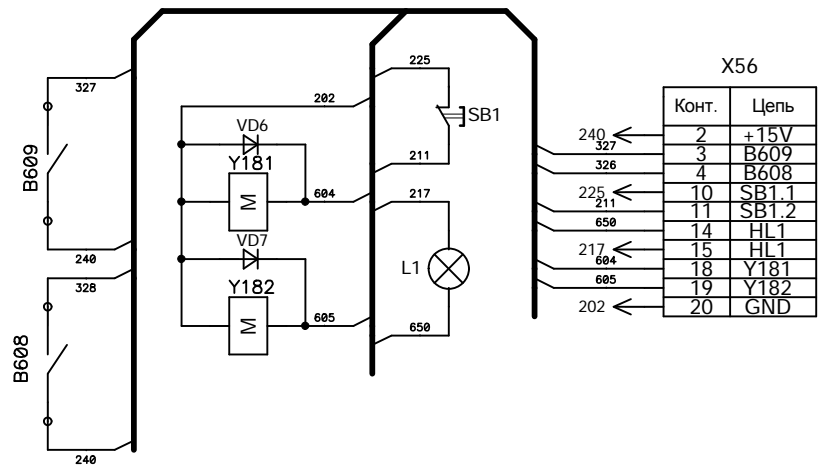 225
327
202
SB1
VD6
Y181
211
B609
604
217
240
VD7
328
L1
Y182
605
B608
650
240
M
M
X56
Конт. Цепь
240 2 +15V
327 3 B609
326 4 B608
225 10 SB1.1
211 11 SB1.2
650 14 HL1
217 15 HL1
604 18 Y181
605 19 Y182
202 20 GND